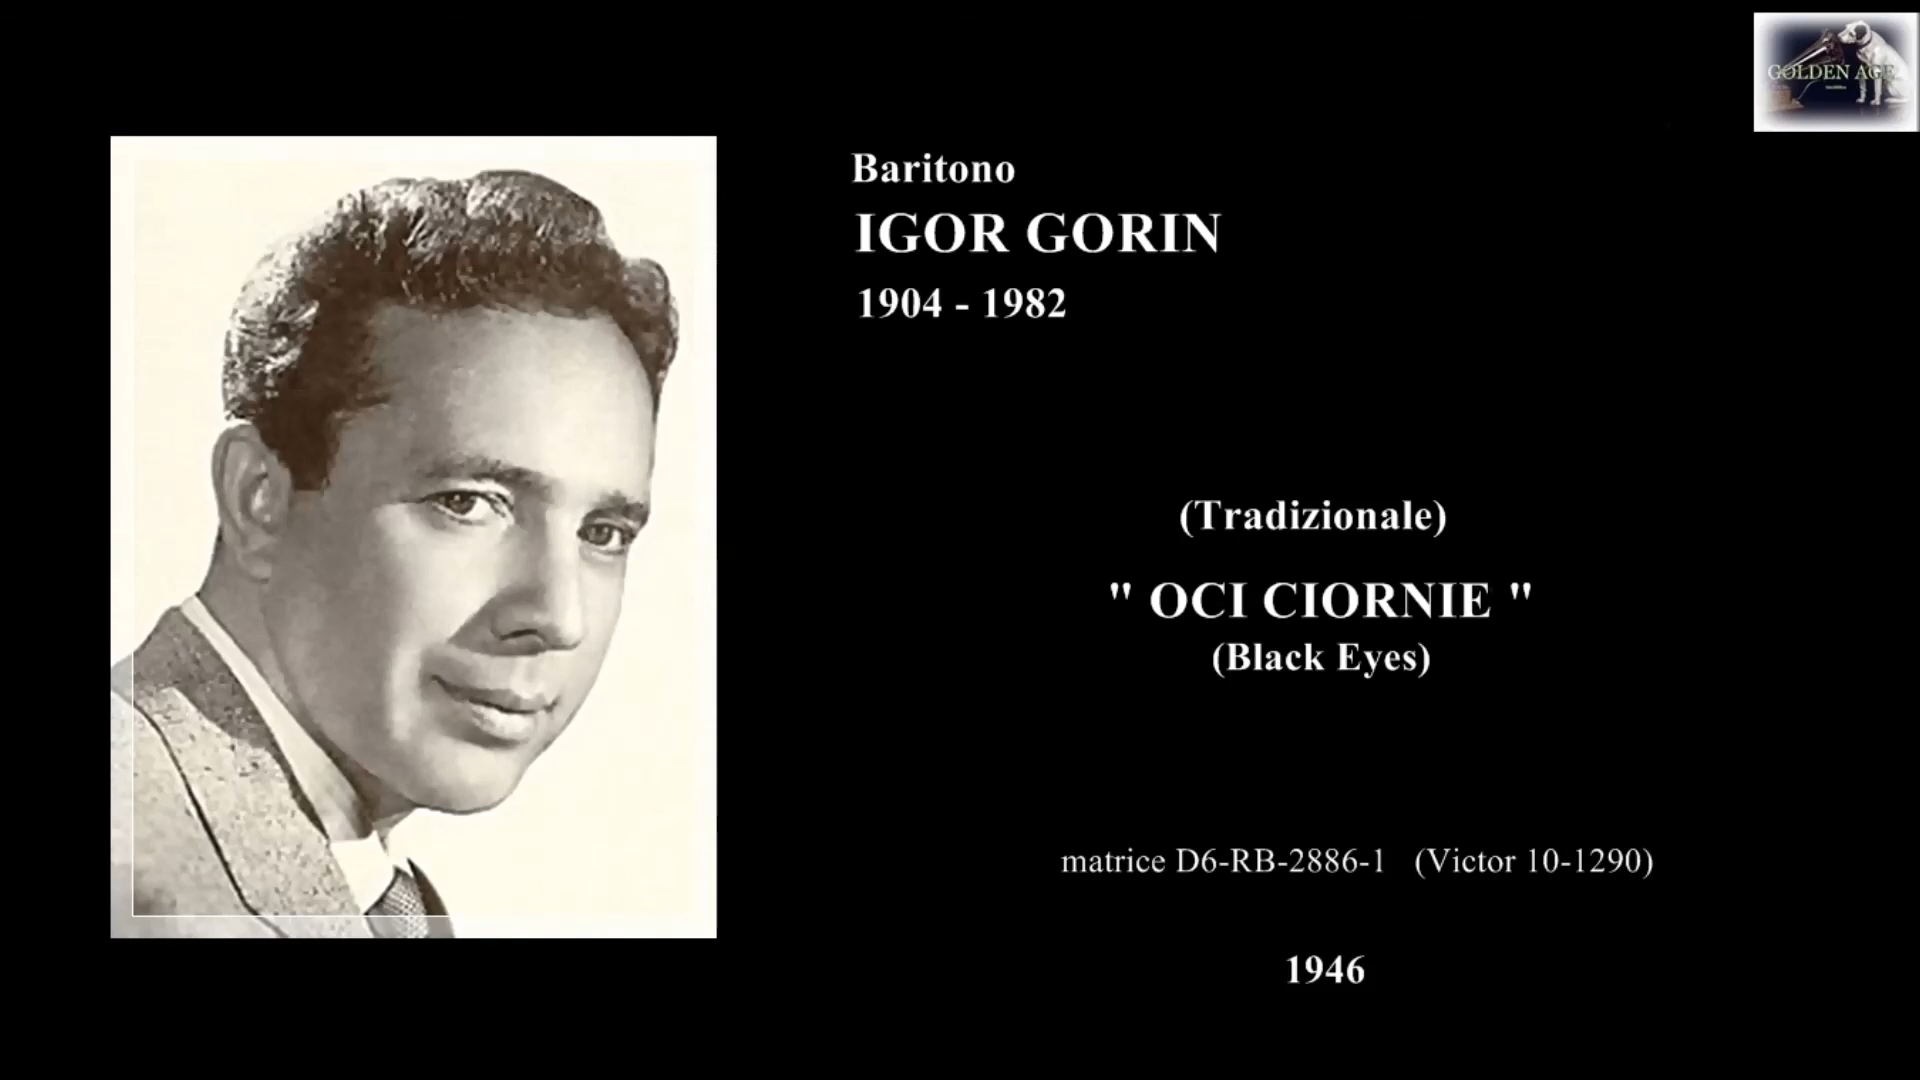 GOLDEN AGE
Baritono
IGOR GORIN
1904 - 1982
(Tradizionale)
" OCI CIORNIE "
(Black Eyes)
matrice D6-RB-2886-1 (Victor 10-1290)
1946